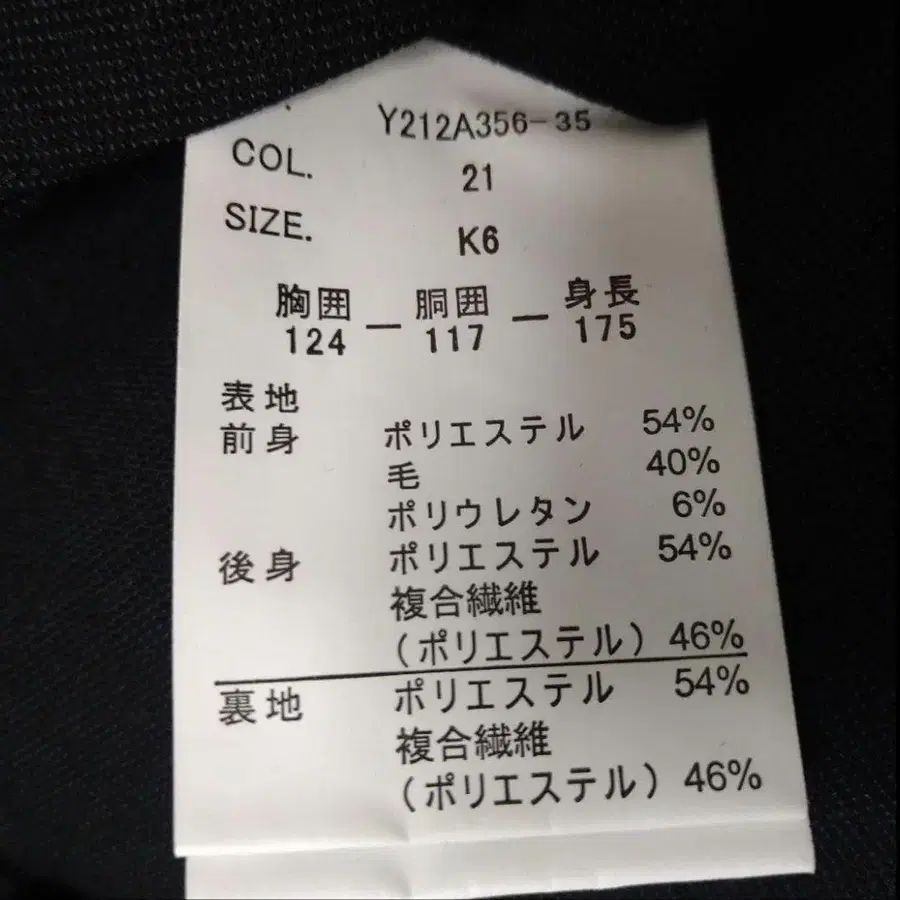 Y212A356-35
COL. 21
SIZE. K6
胸囲 胴囲 身長
124 — 117 — 175
表地
前身 ポリエステル 54%
毛 40%
ポリウレタン 6%
後身 ポリエステル 54%
複合繊維
(ポリエステル) 46%
裏地 ポリエステル 54%
複合繊維
(ポリエステル) 46%